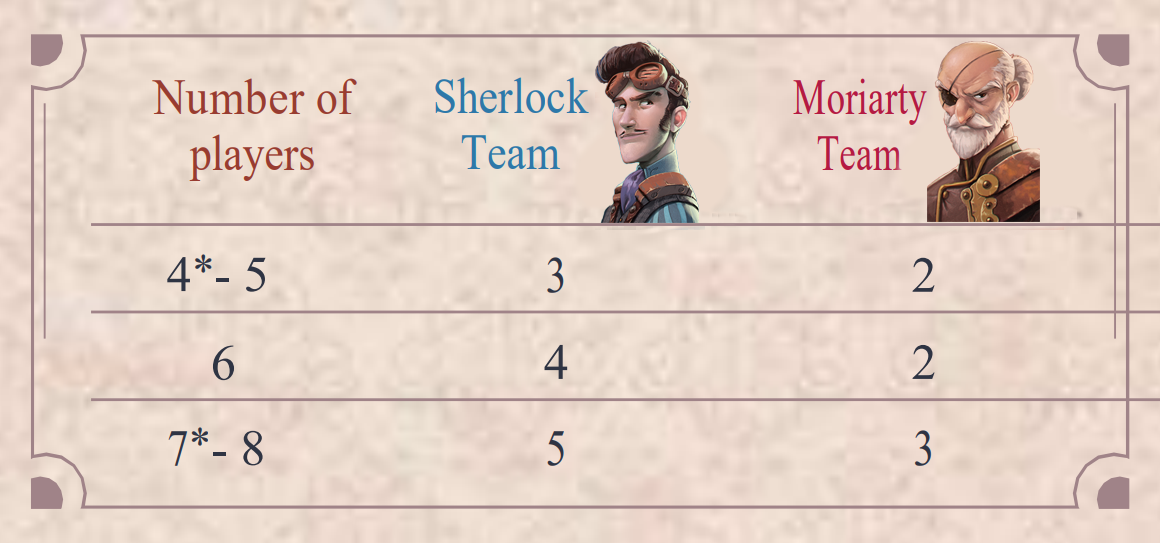 Number of players
Sherlock Team
Moriarty Team
4*- 5 3 2
6 4 2
7*- 8 5 3